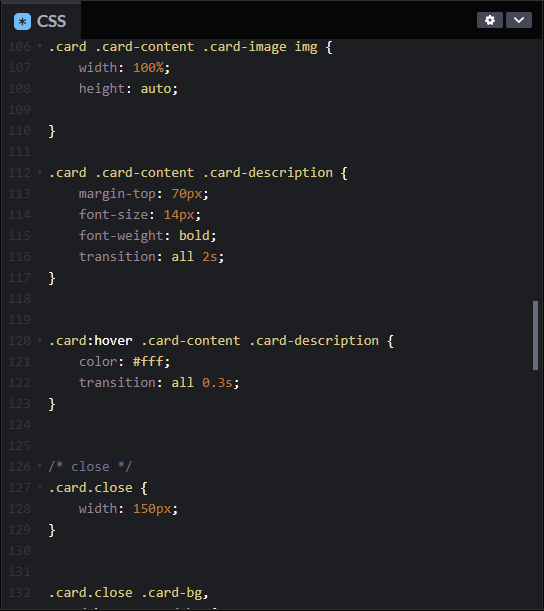 CSS
106 .card .card-content .card-image img {
107 width: 100%;
108 height: auto;
109
110 }
111
112 .card .card-content .card-description {
113 margin-top: 70px;
114 font-size: 14px;
115 font-weight: bold;
116 transition: all 2s;
117 }
118
119
120 .card:hover .card-content .card-description {
121 color: #fff;
122 transition: all 0.3s;
123 }
124
125
126 /* close */
127 .card.close {
128 width: 150px;
129 }
130
131
132 .card.close .card-bg,